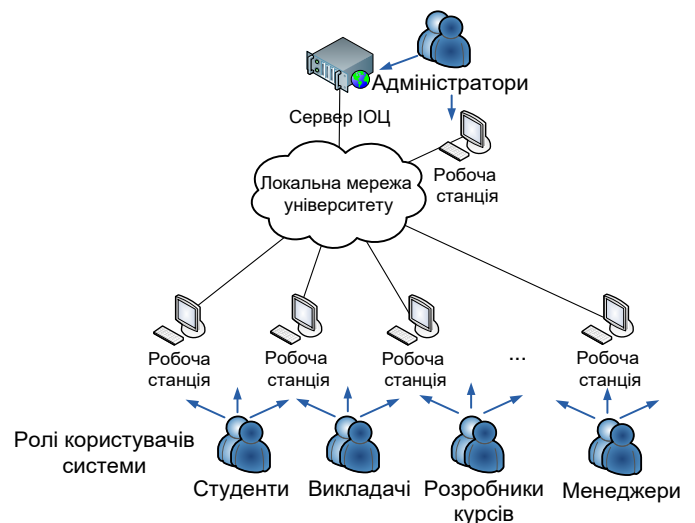 Адміністратори
Сервер ІОЦ
Робоча
станція
Локальна мережа
університету
Робоча
станція
Робоча
станція
Робоча
станція
...
Робоча
станція
Ролі користувачів
системи
Студенти
Викладачі
Розробники
курсів
Менеджери